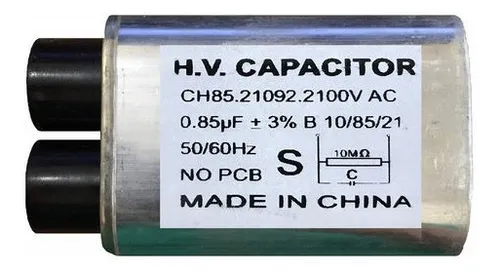 H.V. CAPACITOR
CH85.21092.2100V AC
0.85µF ± 3% B 10/85/21
50/60Hz
NO PCB
S
10MΩ
C
MADE IN CHINA